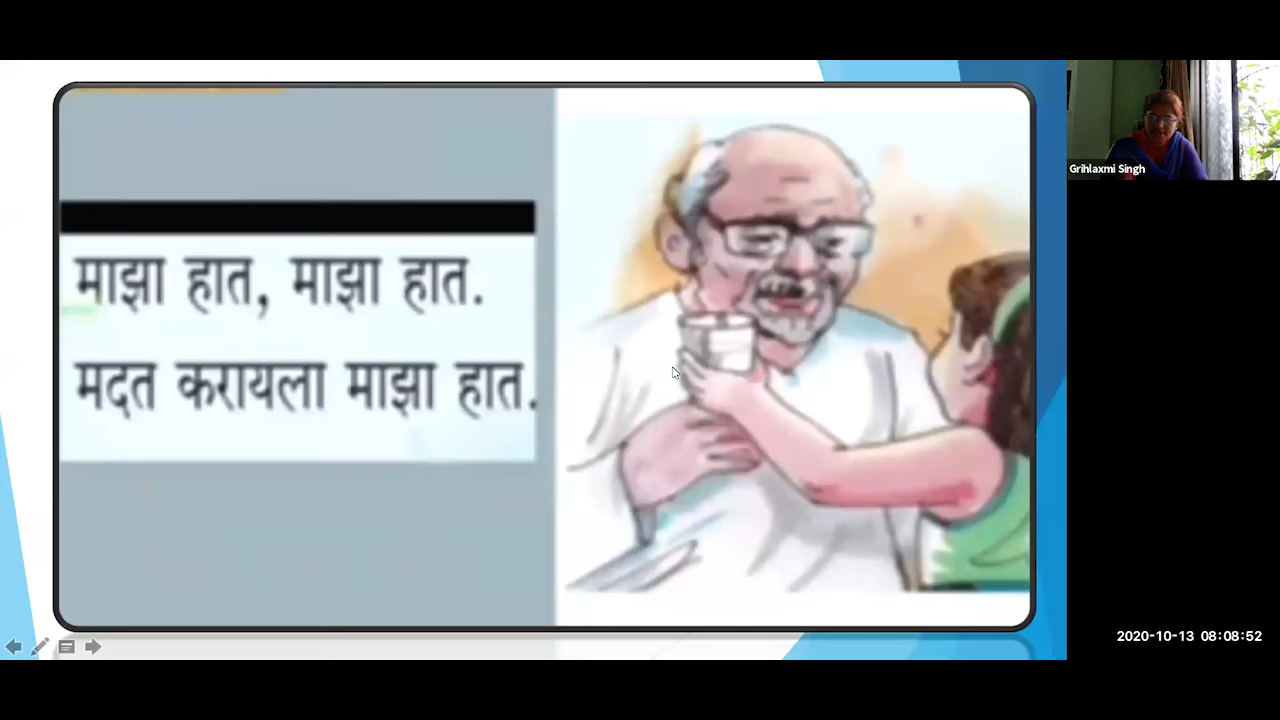 माझा हात, माझा हात.
मदत करायला माझा हात.
Grihlaxmi Singh
2020-10-13 08:08:52